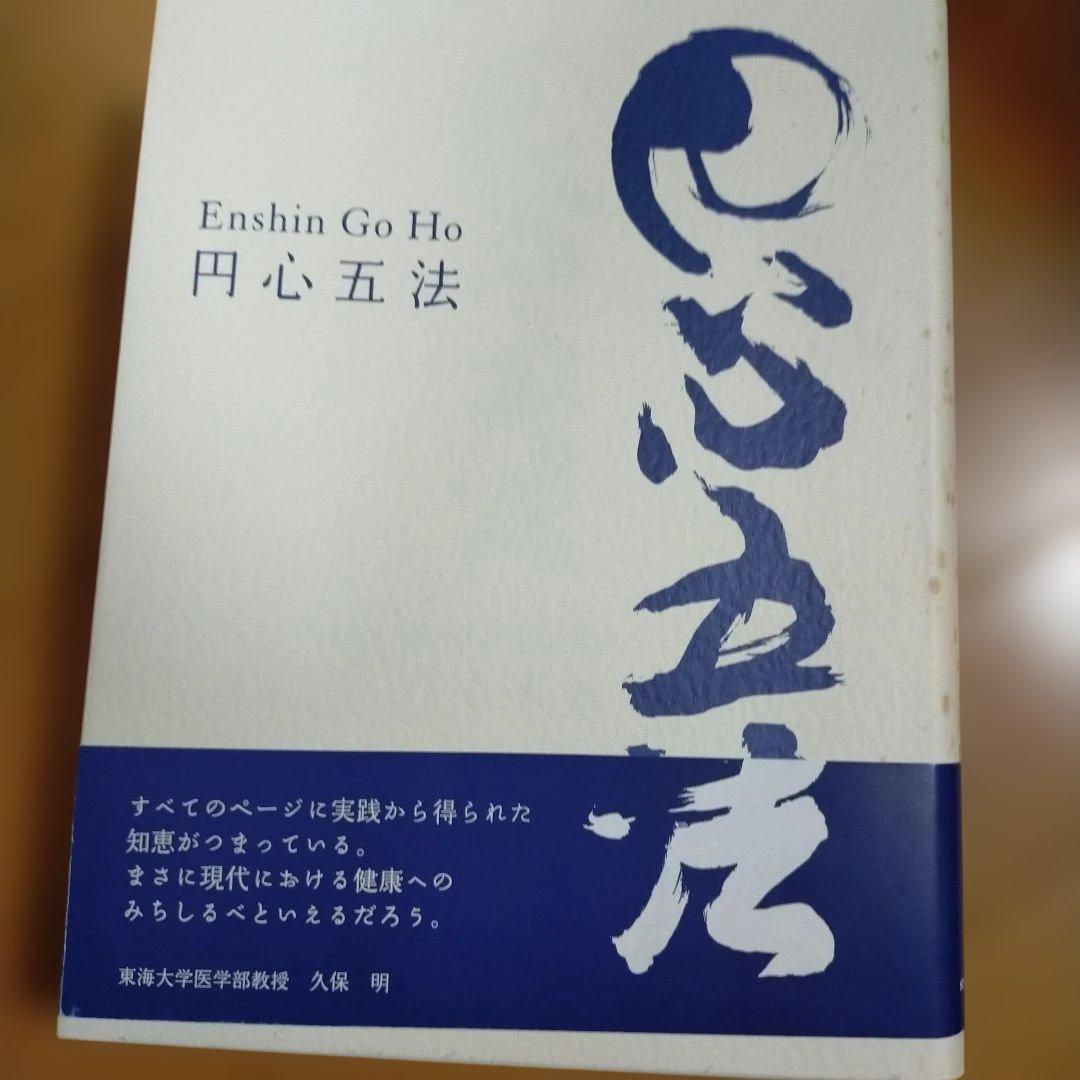 Enshin Go Ho
円心五法
円心五法
すべてのページに実践から得られた
知恵がつまっている。
まさに現代における健康への
みちしるべといえるだろう。
東海大学医学部教授　久保　明